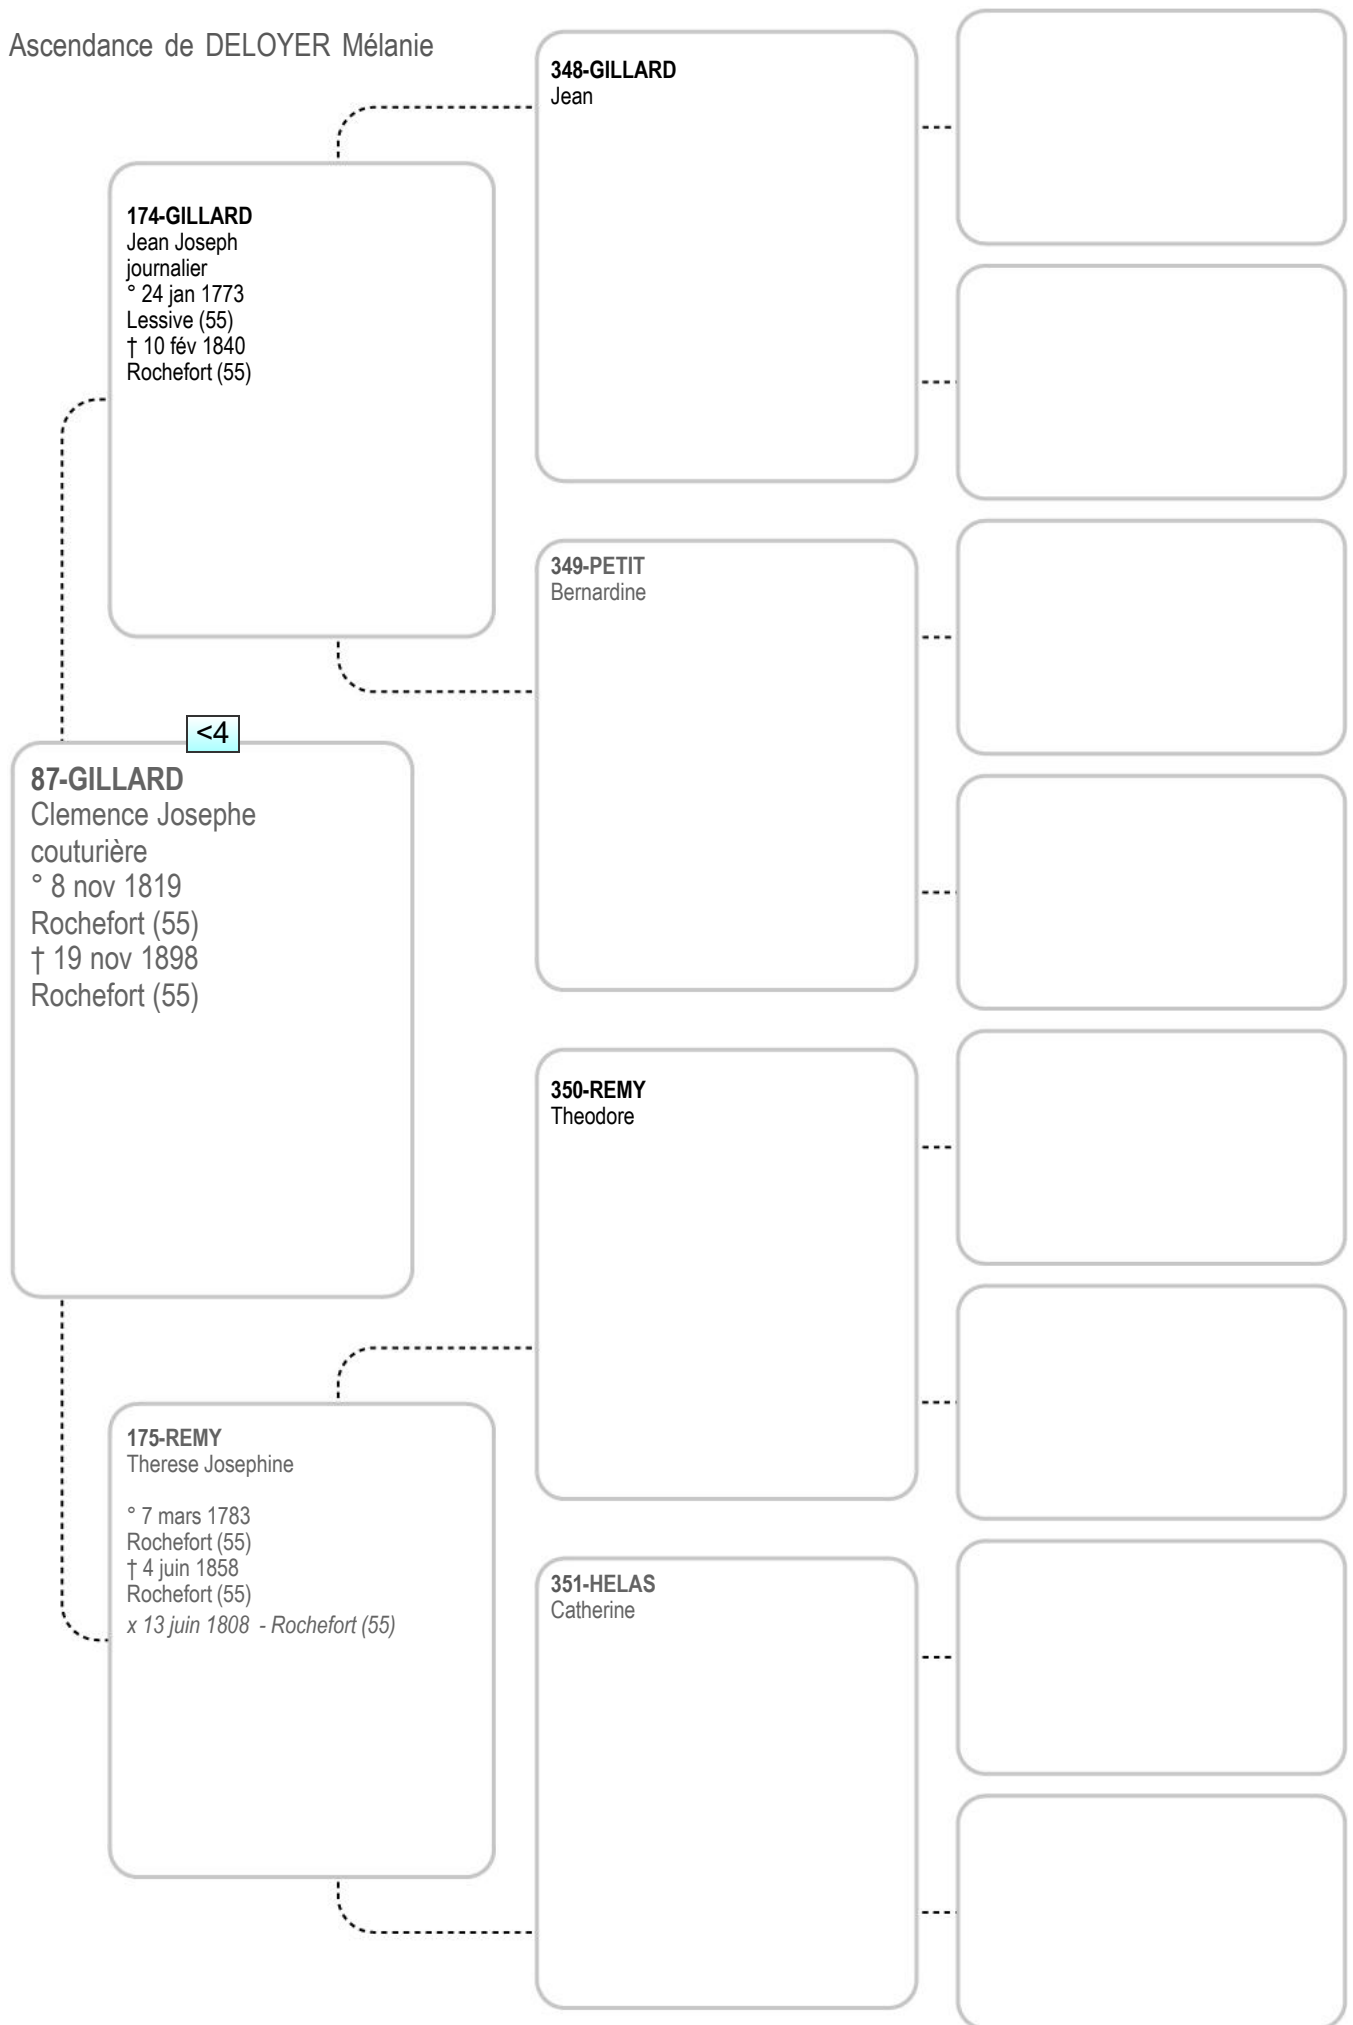 Ascendance de DELOYER Mélanie
348-GILLARD
Jean
174-GILLARD
Jean Joseph
journalier
° 24 jan 1773
Lessive (55)
† 10 fév 1840
Rochefort (55)
349-PETIT
Bernardine
<4
87-GILLARD
Clemence Josephe
couturière
° 8 nov 1819
Rochefort (55)
† 19 nov 1898
Rochefort (55)
350-REMY
Theodore
175-REMY
Therese Josephine
° 7 mars 1783
Rochefort (55)
† 4 juin 1858
Rochefort (55)
x 13 juin 1808 - Rochefort (55)
351-HELAS
Catherine